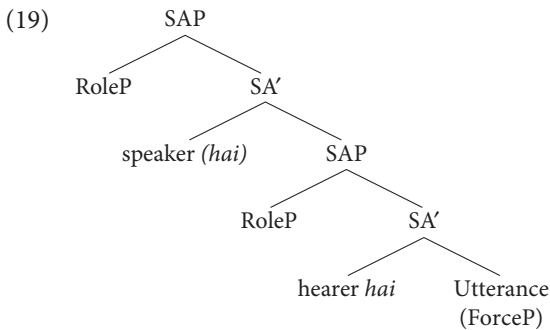 (19) SAP
RoleP SA′
speaker (hai) SAP
RoleP SA′
hearer hai Utterance
(ForceP)